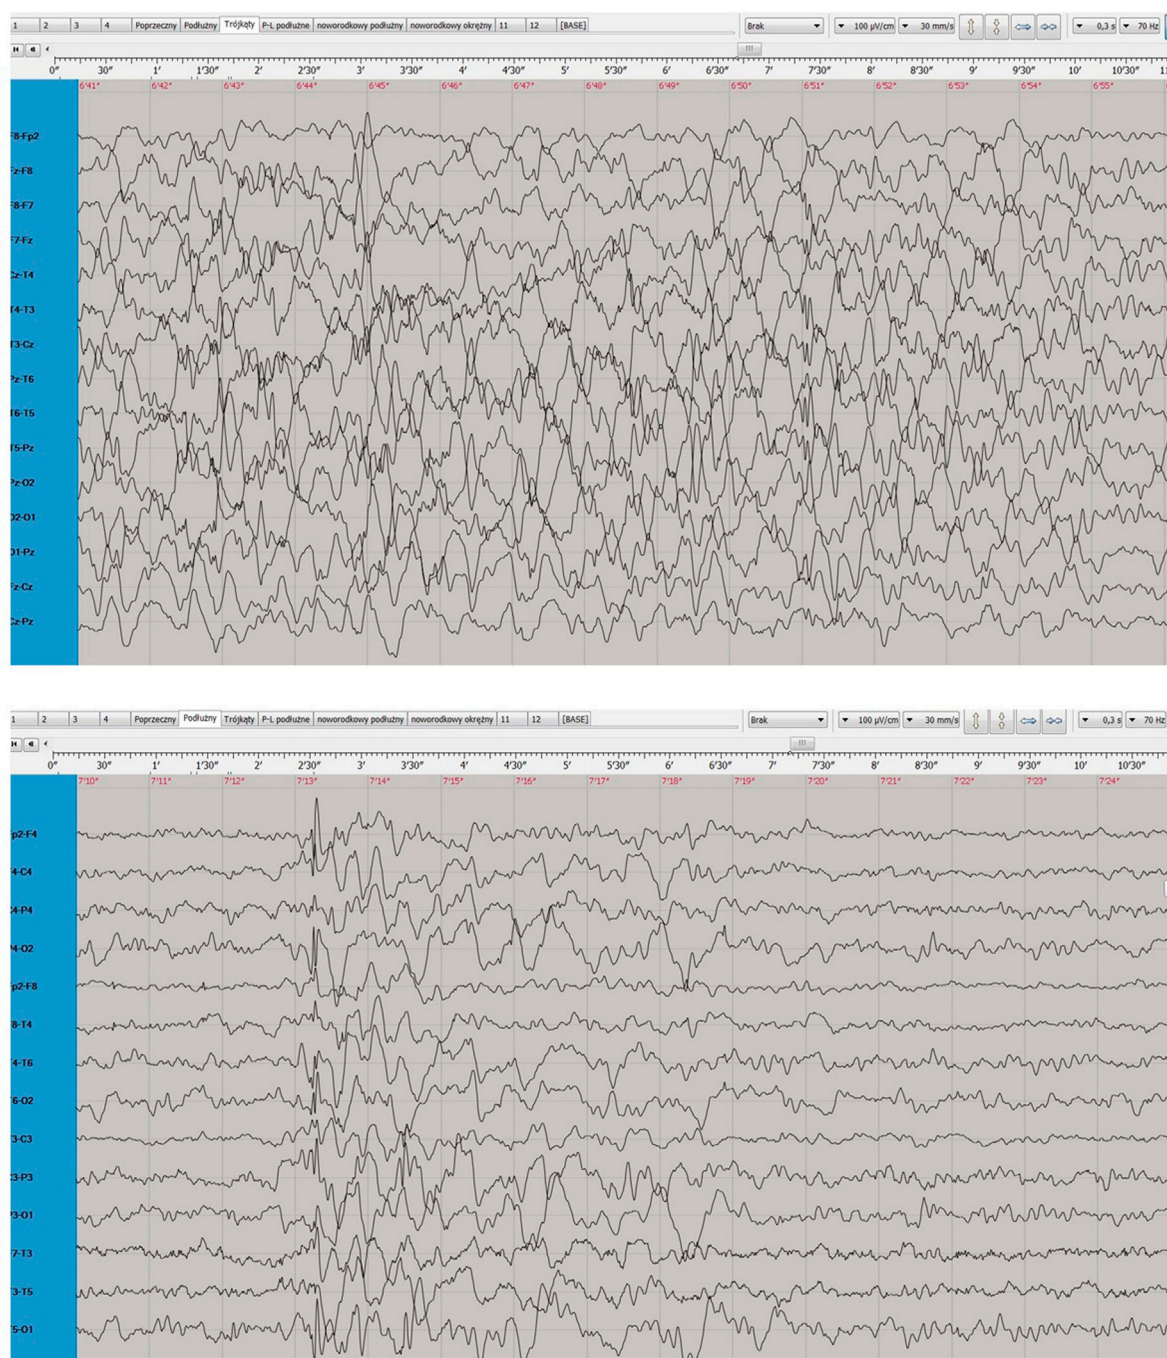 1 2 3 4 Poprzeczny Podłużny Trójkąty P-L podłużne noworodkowy podłużny noworodkowy okrężny 11 12 [BASE] Brak 100 µV/cm 30 mm/s 0,3 s 70 Hz
0" 30" 1' 1'30" 2' 2'30" 3' 3'30" 4' 4'30" 5' 5'30" 6' 6'30" 7' 7'30" 8' 8'30" 9' 9'30" 10' 10'30"
6'41" 6'42" 6'43" 6'44" 6'45" 6'46" 6'47" 6'48" 6'49" 6'50" 6'51" 6'52" 6'53" 6'54" 6'55"
F8-Fp2
Fz-F8
F8-F7
F7-Fz
Cz-T4
T4-T3
T3-Cz
Pz-T6
T6-T5
T5-Pz
Pz-O2
O2-O1
O1-Pz
Fz-Cz
Cz-Pz
1 2 3 4 Poprzeczny Podłużny Trójkąty P-L podłużne noworodkowy podłużny noworodkowy okrężny 11 12 [BASE] Brak 100 µV/cm 30 mm/s 0,3 s 70 Hz
0" 30" 1' 1'30" 2' 2'30" 3' 3'30" 4' 4'30" 5' 5'30" 6' 6'30" 7' 7'30" 8' 8'30" 9' 9'30" 10' 10'30"
7'10" 7'11" 7'12" 7'13" 7'14" 7'15" 7'16" 7'17" 7'18" 7'19" 7'20" 7'21" 7'22" 7'23" 7'24"
Fp2-F4
F4-C4
C4-P4
P4-O2
Fp2-F8
F8-T4
T4-T6
T6-O2
F3-C3
C3-P3
P3-O1
F7-T3
T3-T5
T5-O1